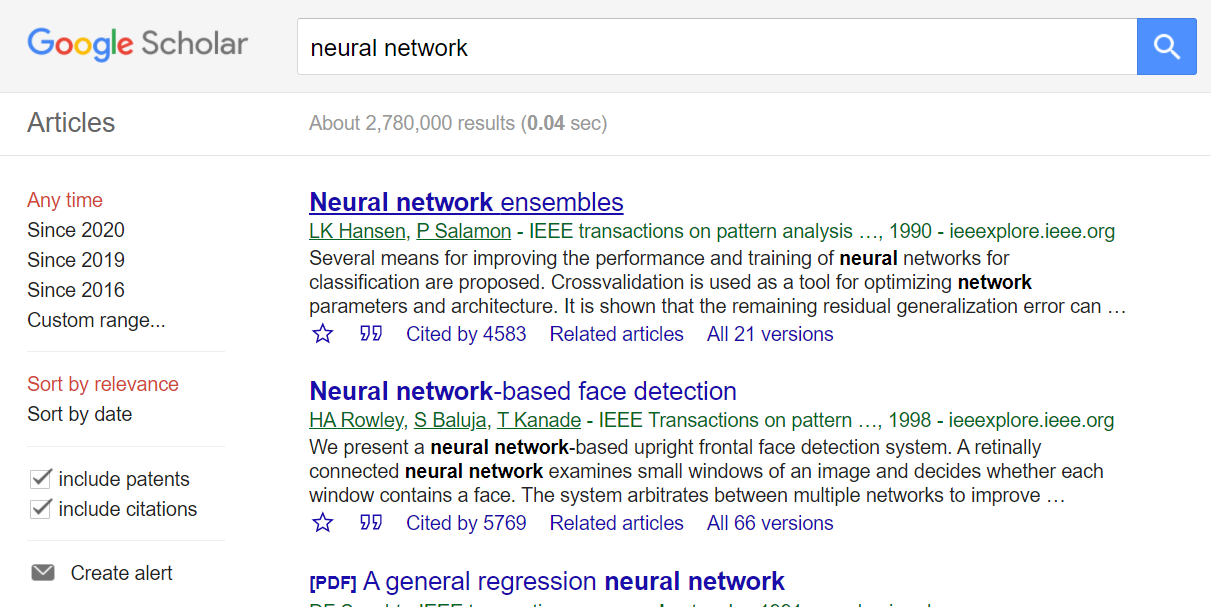 Google Scholar
neural network
Articles
About 2,780,000 results (0.04 sec)
Any time
Since 2020
Since 2019
Since 2016
Custom range...
Sort by relevance
Sort by date
include patents
include citations
Create alert
Neural network ensembles
LK Hansen, P Salamon - IEEE transactions on pattern analysis …, 1990 - ieeexplore.ieee.org
Several means for improving the performance and training of neural networks for
classification are proposed. Crossvalidation is used as a tool for optimizing network
parameters and architecture. It is shown that the remaining residual generalization error can …
Cited by 4583 Related articles All 21 versions
Neural network-based face detection
HA Rowley, S Baluja, T Kanade - IEEE Transactions on pattern …, 1998 - ieeexplore.ieee.org
We present a neural network-based upright frontal face detection system. A retinally
connected neural network examines small windows of an image and decides whether each
window contains a face. The system arbitrates between multiple networks to improve …
Cited by 5769 Related articles All 66 versions
[PDF] A general regression neural network